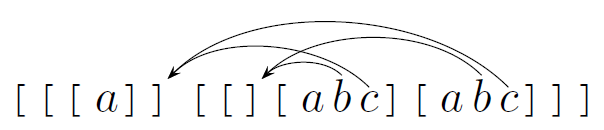 [ [ [ a ] ] [ [ ] [ a b c ] [ a b c ] ] ]